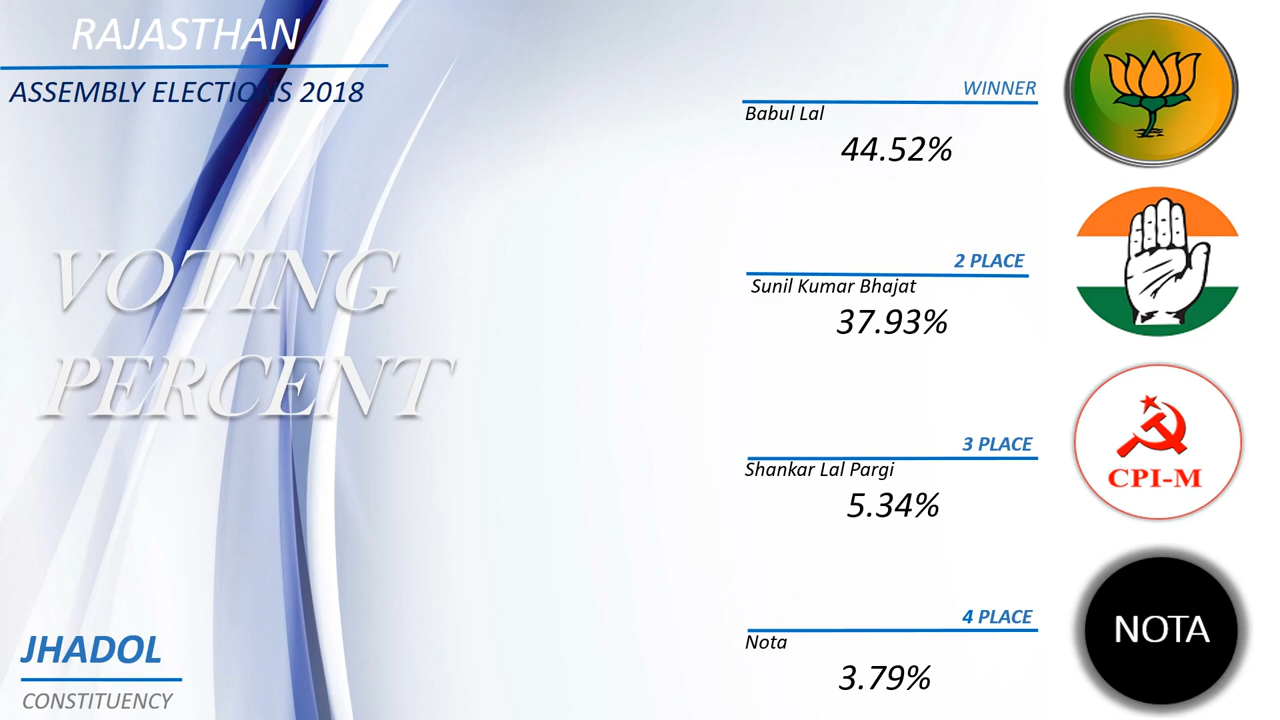 RAJASTHAN
ASSEMBLY ELECTIONS 2018
VOTING
PERCENT
JHADOL
CONSTITUENCY
WINNER
Babul Lal
44.52%
2 PLACE
Sunil Kumar Bhajat
37.93%
3 PLACE
Shankar Lal Pargi
5.34%
CPI-M
4 PLACE
Nota
3.79%
NOTA